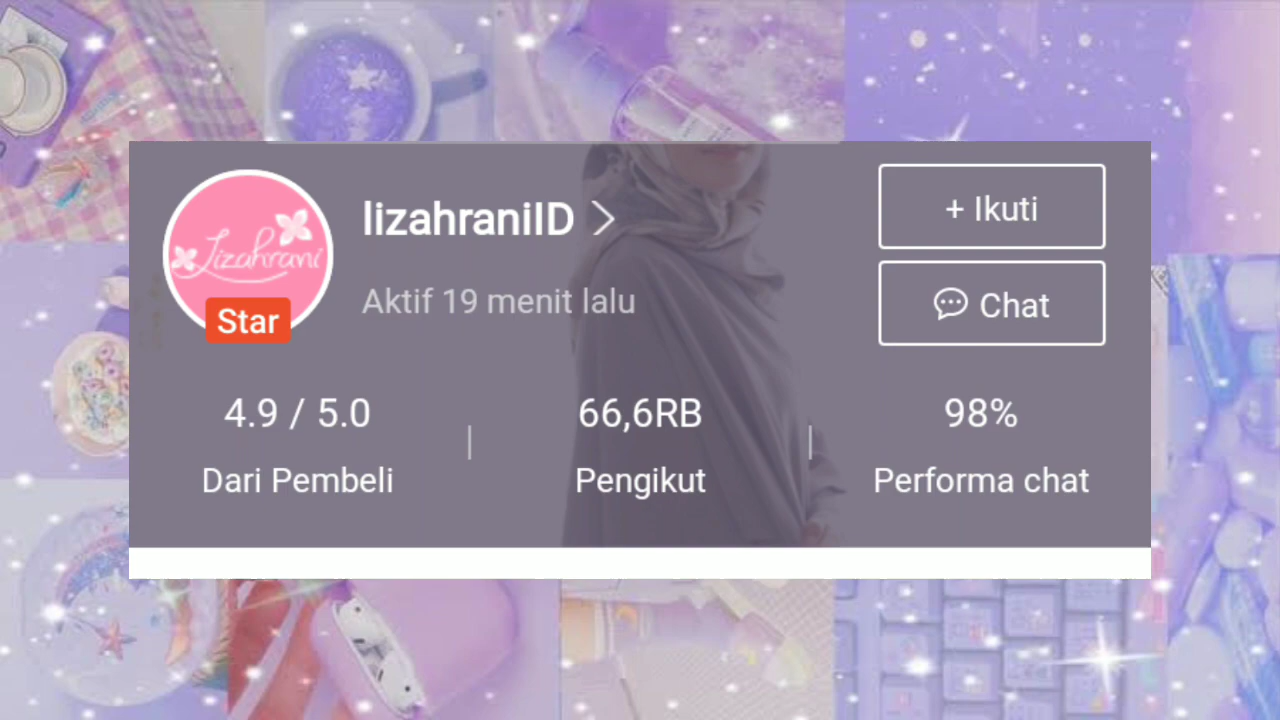 lizahraniID
+ Ikuti
Lizahrani
Star
Aktif 19 menit lalu
Chat
4.9 / 5.0
66,6RB
98%
Dari Pembeli
Pengikut
Performa chat